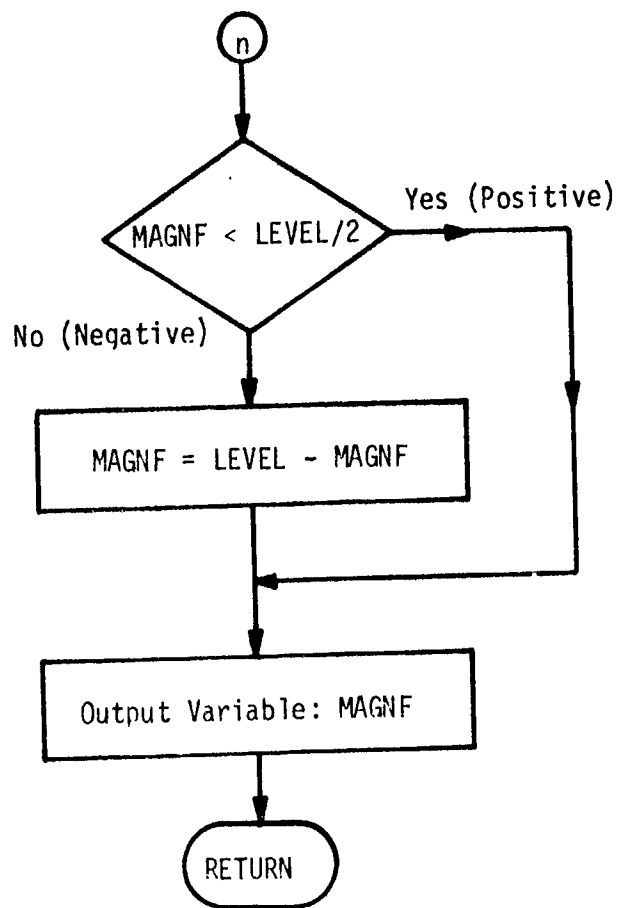 n
MAGNF < LEVEL/2
Yes (Positive)
No (Negative)
MAGNF = LEVEL - MAGNF
Output Variable: MAGNF
RETURN